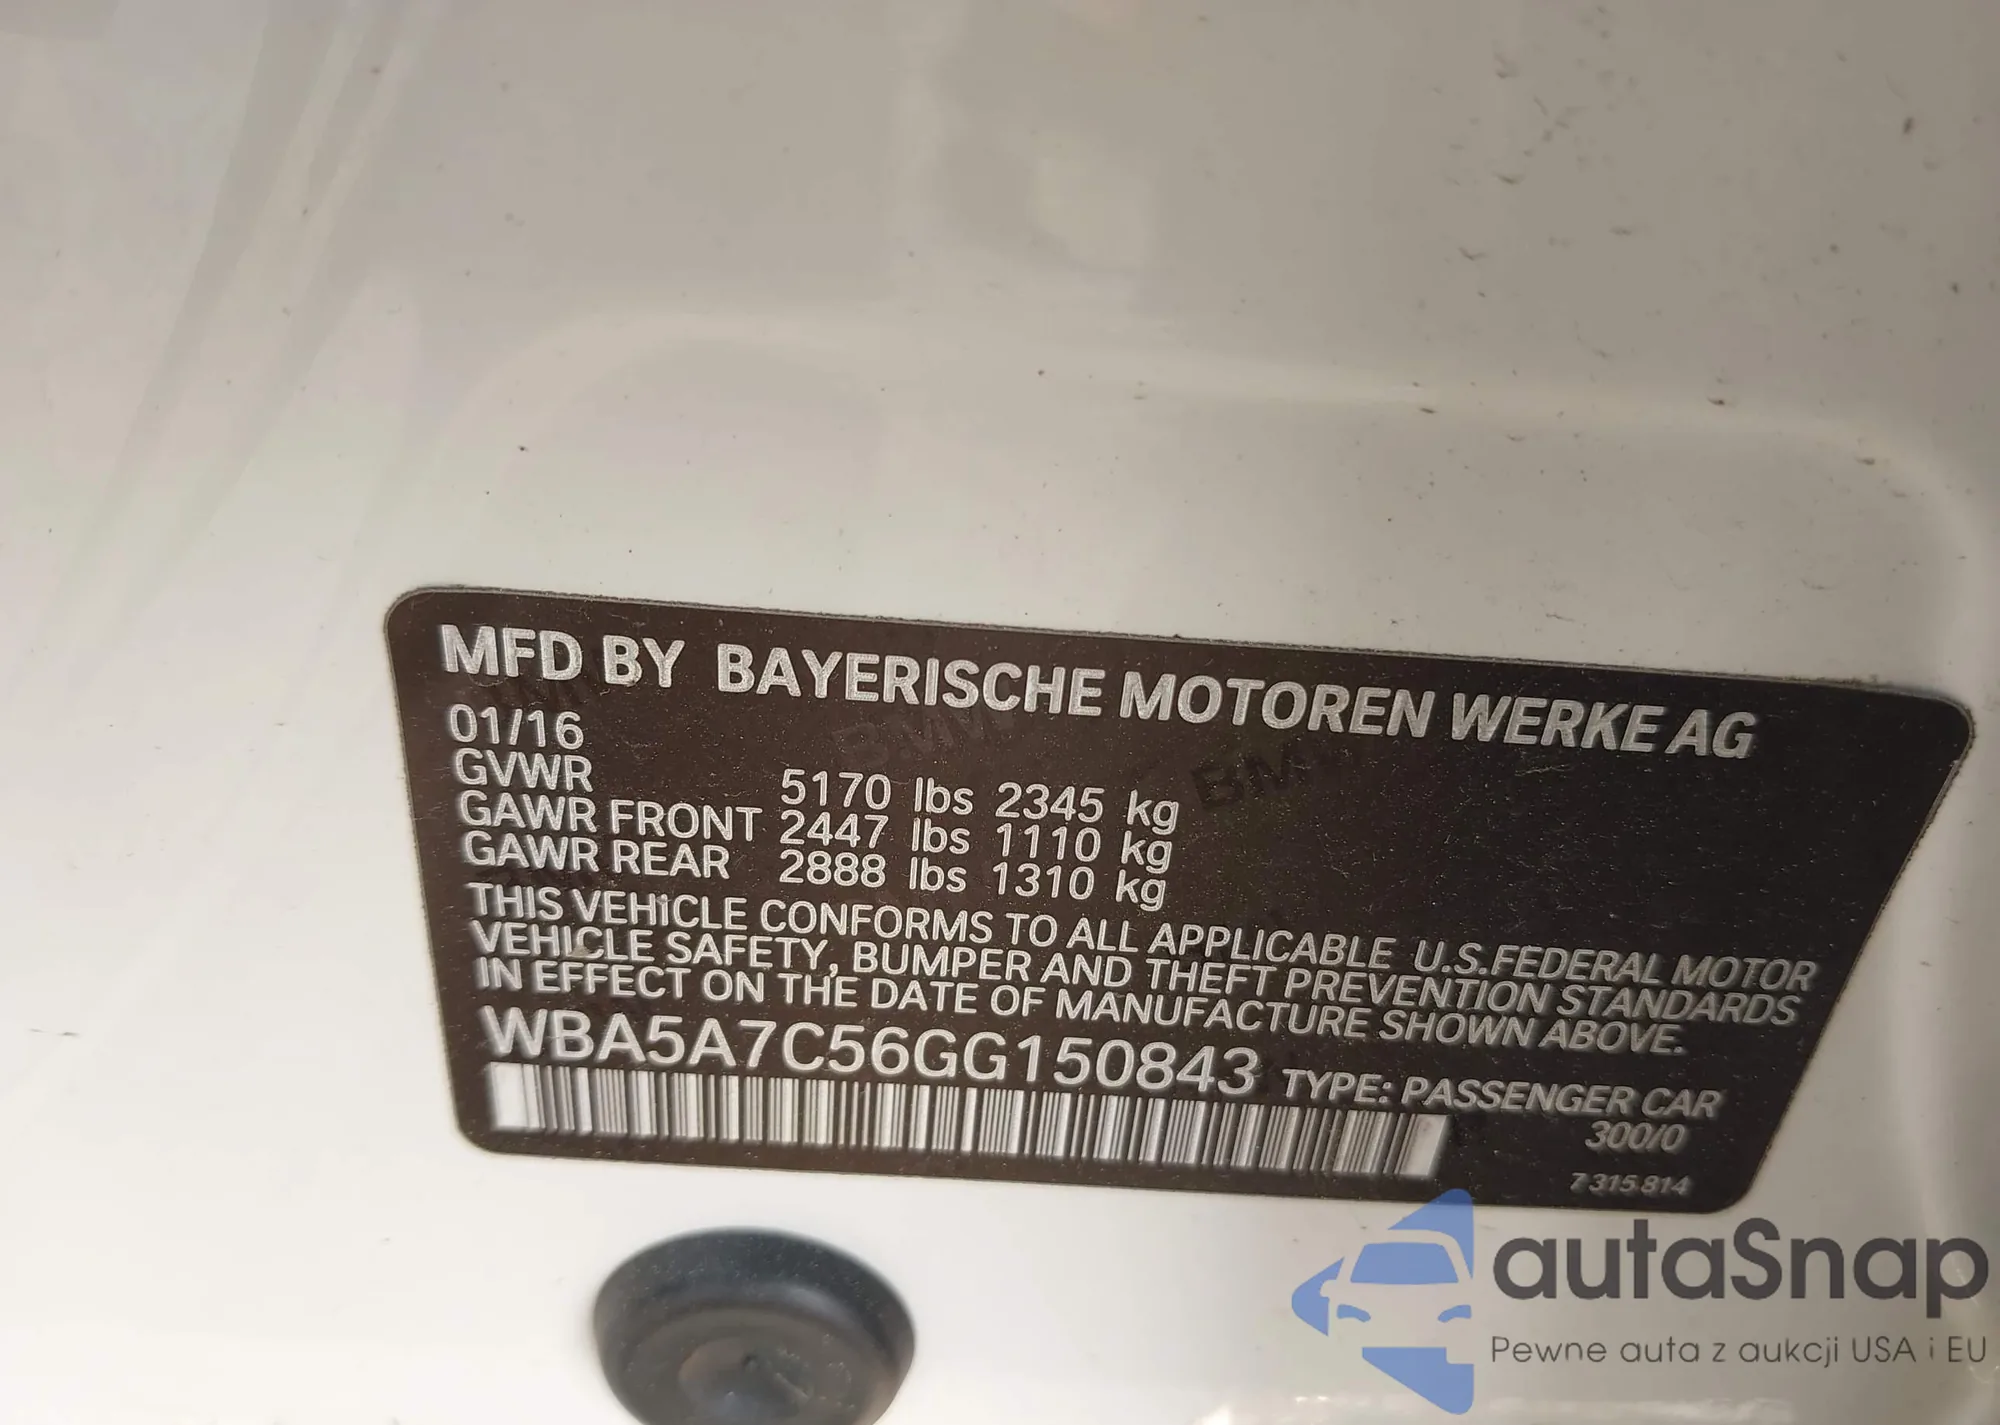 MFD BY BAYERISCHE MOTOREN WERKE AG
01/16
GVWR 5170 lbs 2345 kg
GAWR FRONT 2447 lbs 1110 kg
GAWR REAR 2888 lbs 1310 kg
THIS VEHICLE CONFORMS TO ALL APPLICABLE U.S.FEDERAL MOTOR
VEHICLE SAFETY, BUMPER AND THEFT PREVENTION STANDARDS
IN EFFECT ON THE DATE OF MANUFACTURE SHOWN ABOVE.
WBA5A7C56GG150843 TYPE: PASSENGER CAR
300/0
7 315 814
autaSnap
Pewne auta z aukcji USA i EU